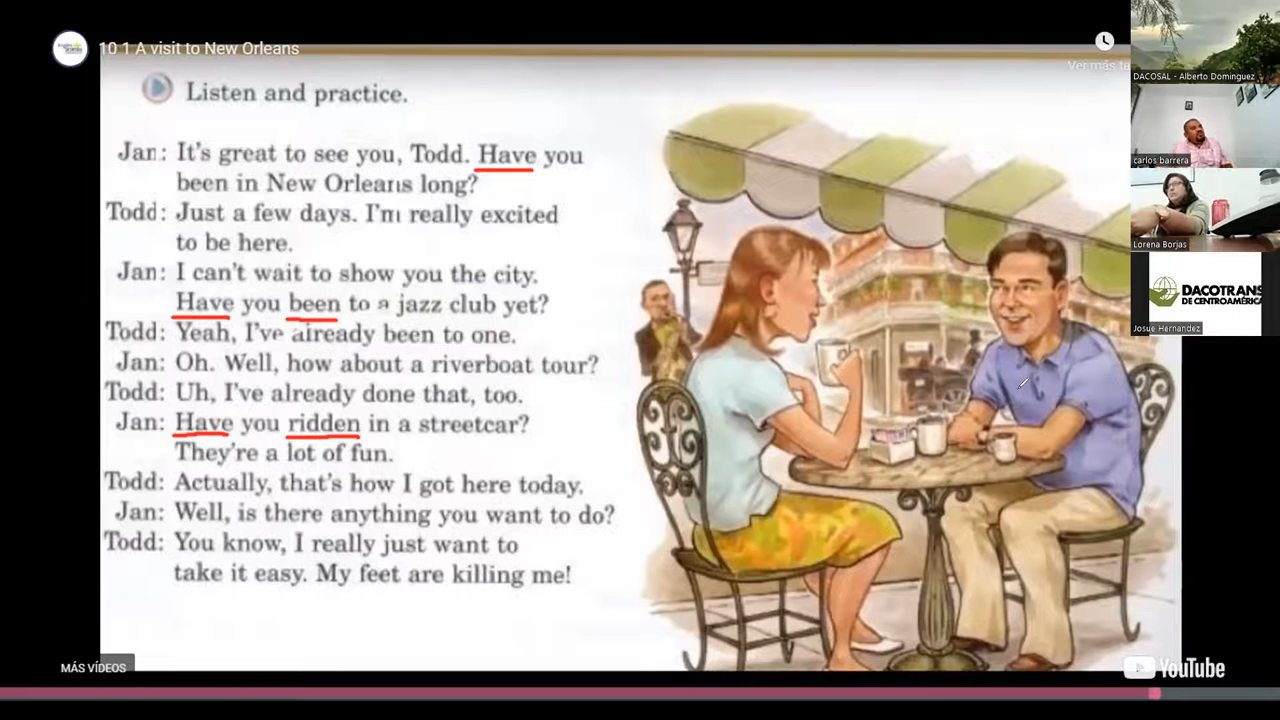 10 1 A visit to New Orleans
Ver más ta
Listen and practice.
Jan: It's great to see you, Todd. Have you
been in New Orleans long?
Todd: Just a few days. I'm really excited
to be here.
Jan: I can't wait to show you the city.
Have you been to a jazz club yet?
Todd: Yeah, I've already been to one.
Jan: Oh. Well, how about a riverboat tour?
Todd: Uh, I've already done that, too.
Jan: Have you ridden in a streetcar?
They're a lot of fun.
Todd: Actually, that's how I got here today.
Jan: Well, is there anything you want to do?
Todd: You know, I really just want to
take it easy. My feet are killing me!
MÁS VÍDEOS
YouTube
DACOSAL - Alberto Dominguez
carlos barrera
Lorena Borjas
DACOTRANS
DE CENTROAMÉRICA
Josue Hernandez